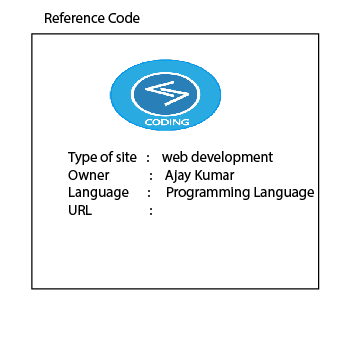 Reference Code
CODING
Type of site : web development
Owner : Ajay Kumar
Language : Programming Language
URL :